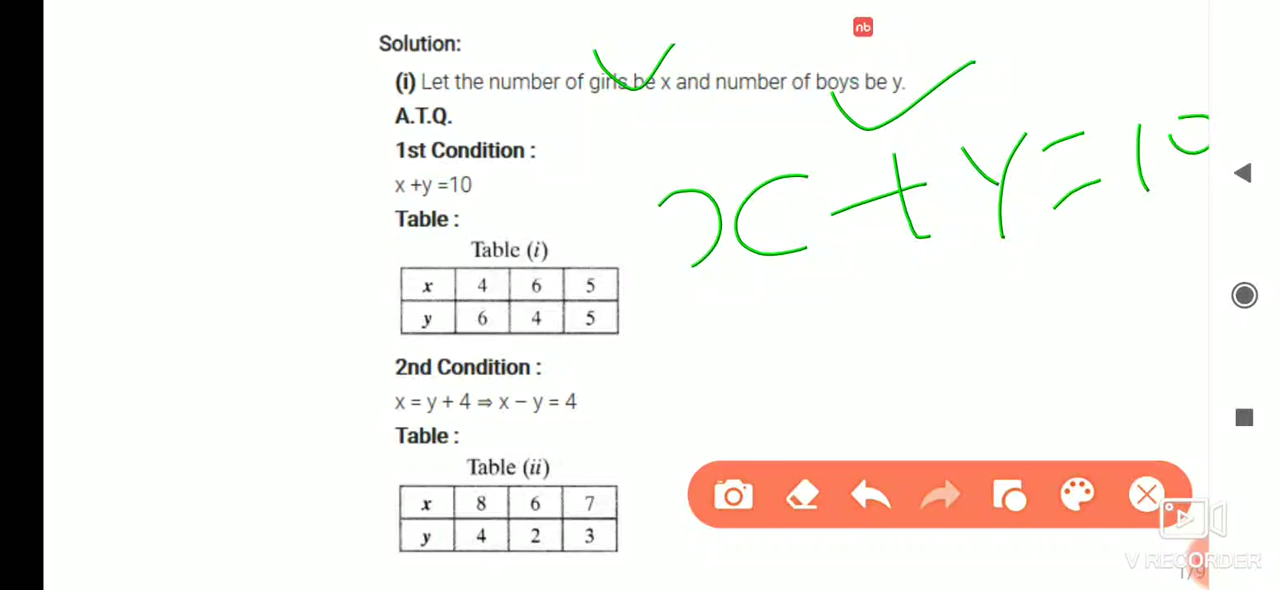 nb
Solution:
(i) Let the number of girls be x and number of boys be y.
A.T.Q.
1st Condition :
x +y =10
x + y = 10
Table :
Table (i)
x 4 6 5
y 6 4 5
2nd Condition :
x = y + 4 ⇒ x − y = 4
Table :
Table (ii)
x 8 6 7
y 4 2 3
V RECORDER
1/9